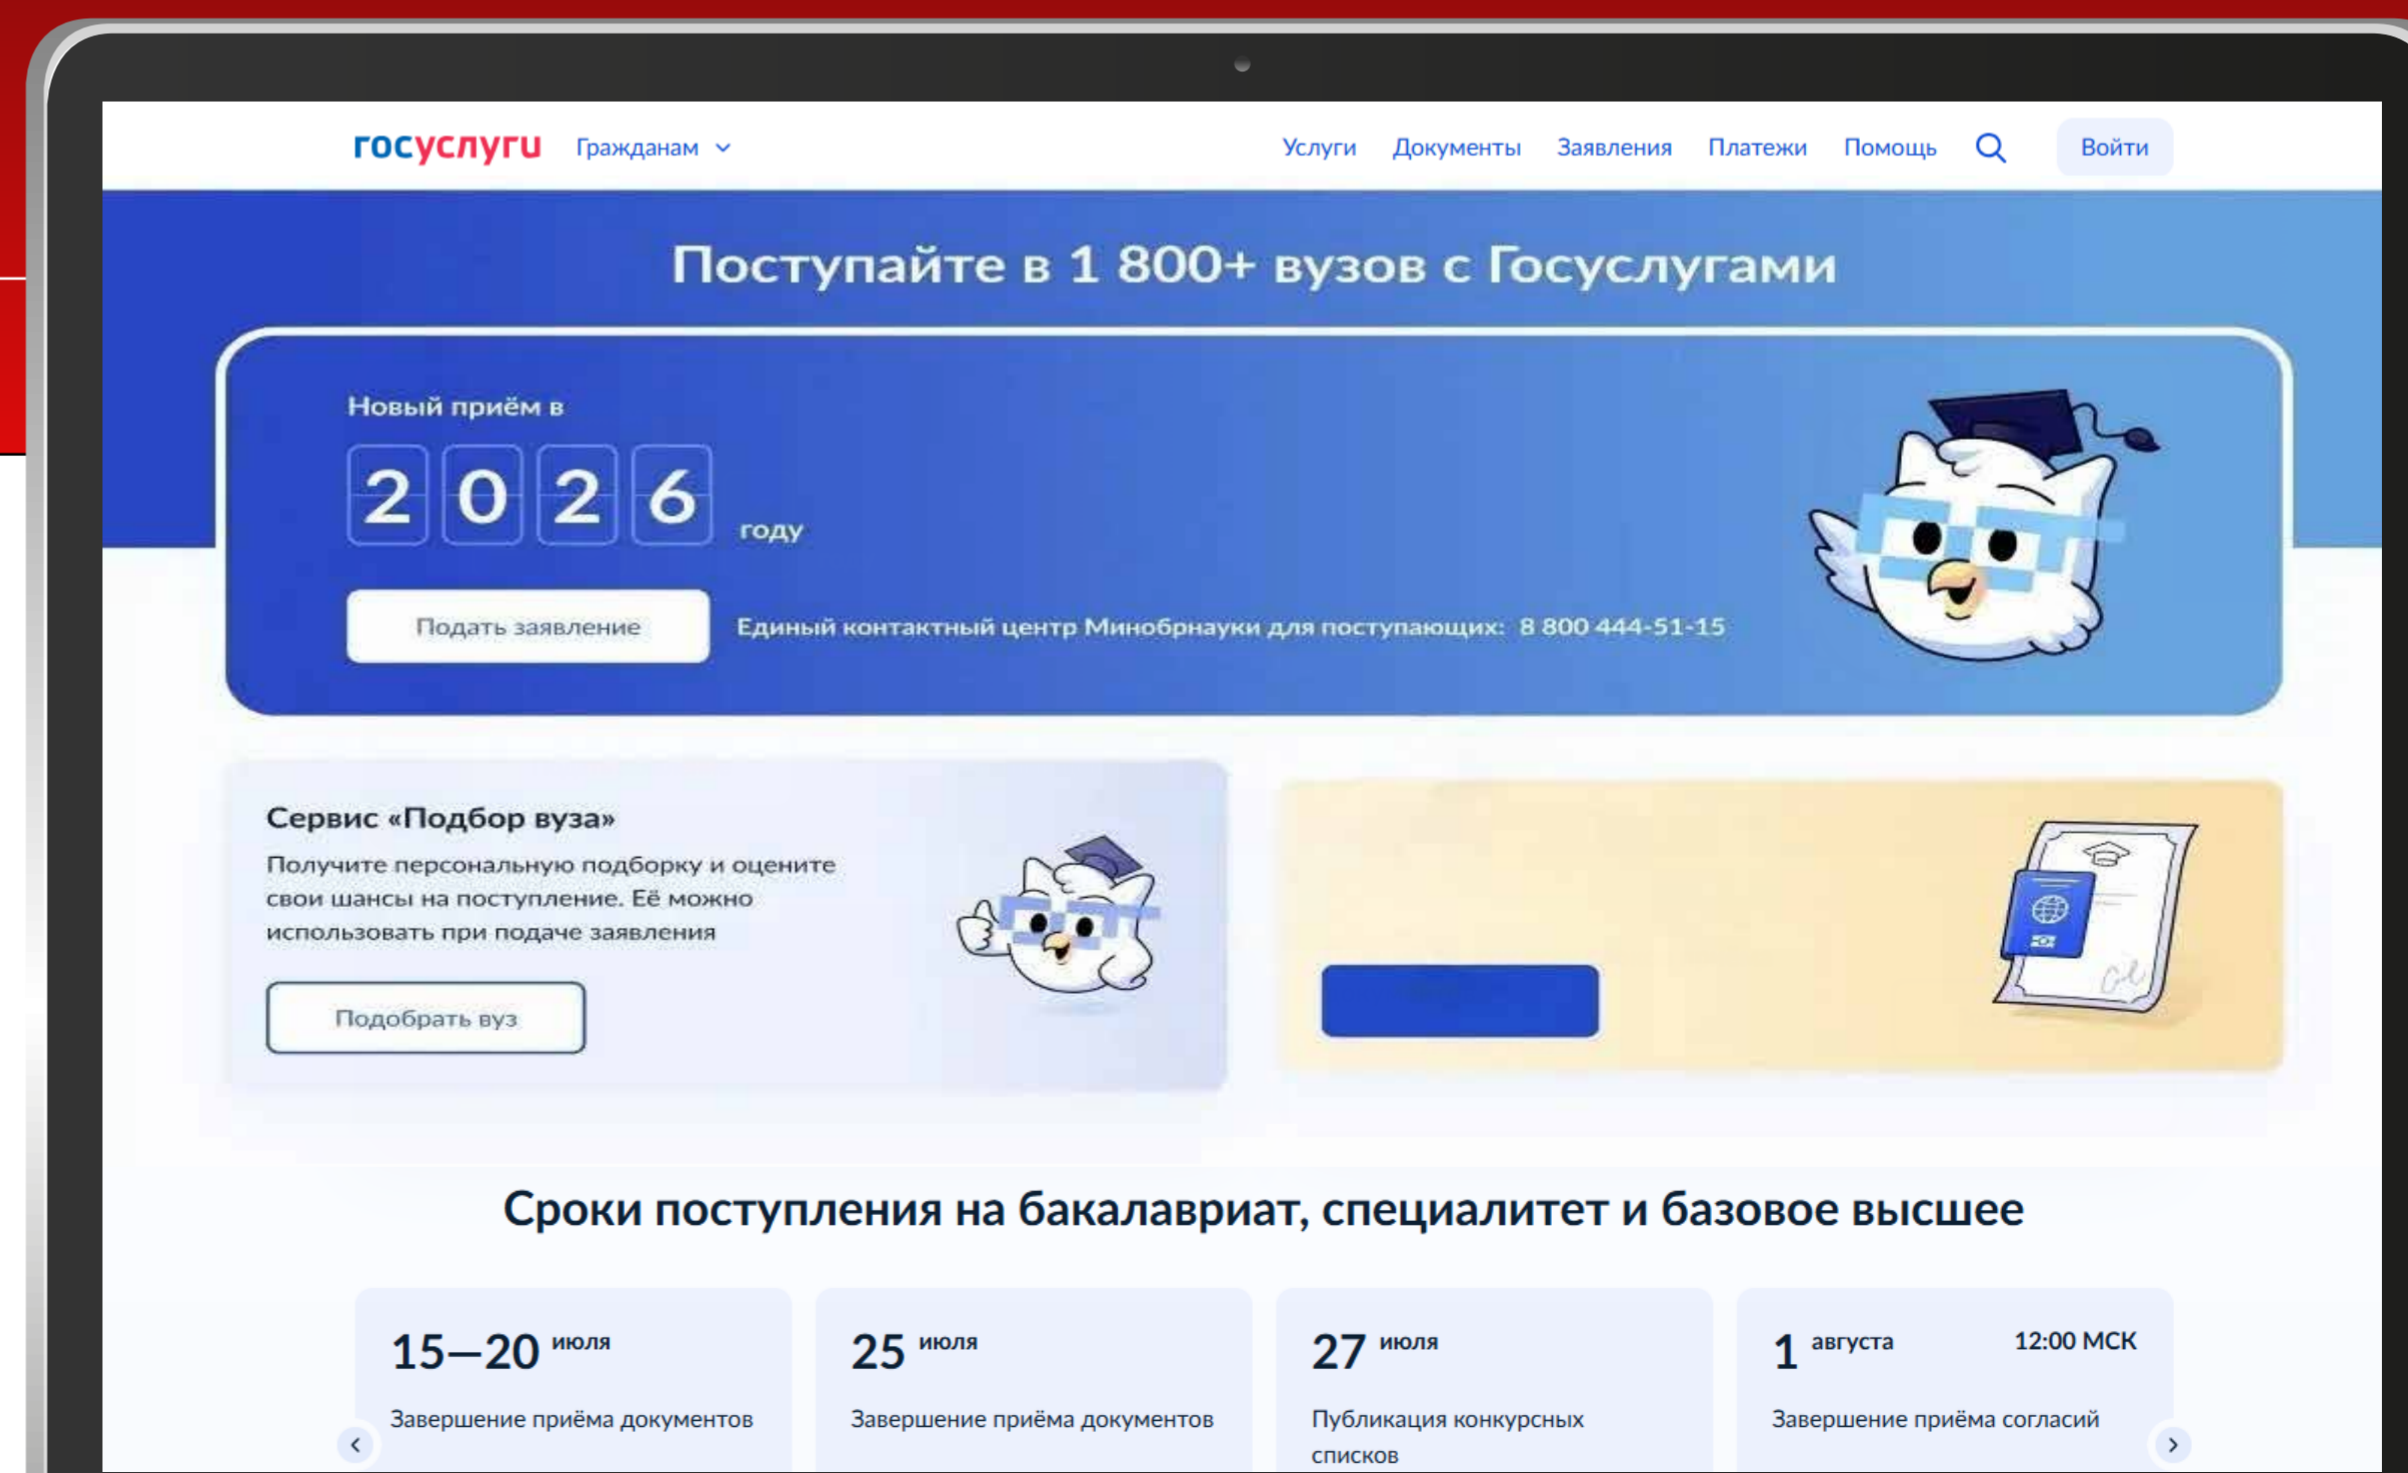 госуслуги Гражданам Услуги Документы Заявления Платежи Помощь Войти
Поступайте в 1 800+ вузов с Госуслугами
Новый приём в
2026 году
Подать заявление Единый контактный центр Минобрнауки для поступающих: 8 800 444-51-15
Сервис «Подбор вуза»
Получите персональную подборку и оцените
свои шансы на поступление. Её можно
использовать при подаче заявления
Подобрать вуз
Сроки поступления на бакалавриат, специалитет и базовое высшее
15—20 июля
Завершение приёма документов
25 июля
Завершение приёма документов
27 июля
Публикация конкурсных
списков
1 августа 12:00 МСК
Завершение приёма согласий